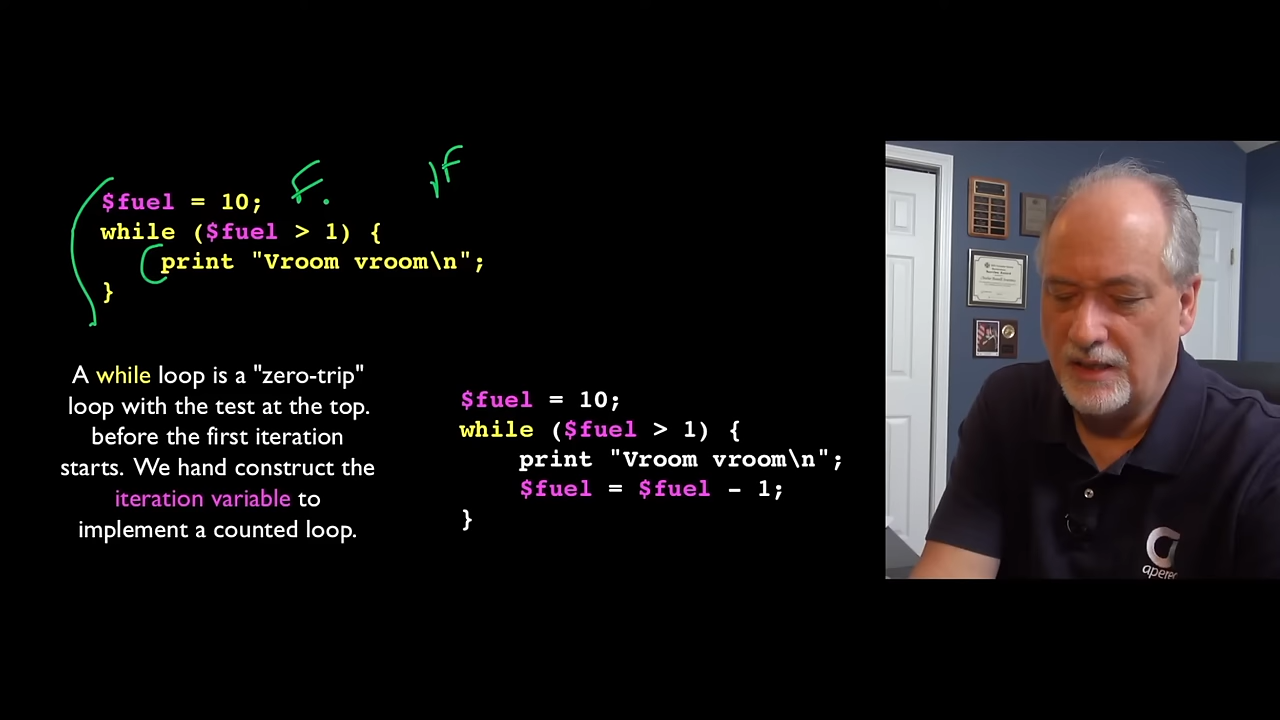 $fuel = 10;
while ($fuel > 1) {
print "Vroom vroom\n";
}
F.
IF
A while loop is a "zero-trip"
loop with the test at the top.
before the first iteration
starts. We hand construct the
iteration variable to
implement a counted loop.
$fuel = 10;
while ($fuel > 1) {
print "Vroom vroom\n";
$fuel = $fuel - 1;
}